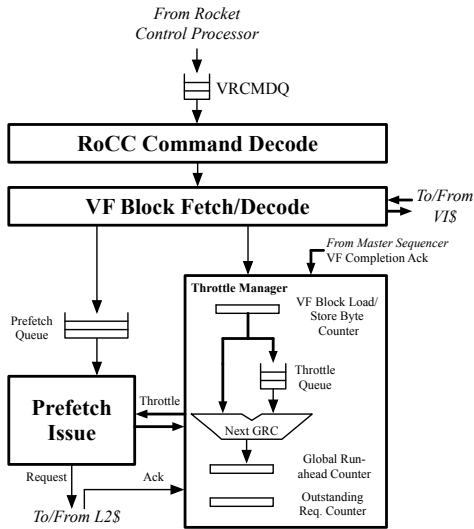 From Rocket
Control Processor
VRCMDQ
RoCC Command Decode
VF Block Fetch/Decode
To/From
VI$
From Master Sequencer
VF Completion Ack
Throttle Manager
VF Block Load/
Store Byte
Counter
Prefetch
Queue
Throttle
Queue
Prefetch
Issue
Throttle
Next GRC
Global Run-
ahead Counter
Request
Ack
Outstanding
Req. Counter
To/From L2$